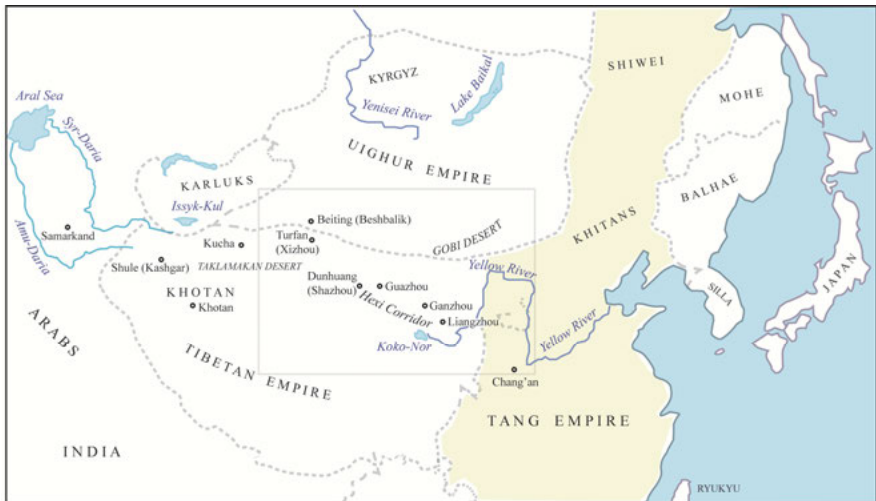 SHIWEI
KYRGYZ
Lake Baikal
MOHE
Aral Sea
Yenisei River
Syr-Daria
UIGHUR EMPIRE
BALHAE
KARLUKS
Issyk-Kul
Beiting (Beshbalik)
KHITANS
Samarkand
Turfan
(Xizhou)
Kucha
GOBI DESERT
Amu-Daria
Shule (Kashgar)
TAKLAMAKAN DESERT
Yellow River
JAPAN
Dunhuang
(Shazhou)
Guazhou
KHOTAN
Khotan
Hexi Corridor
Ganzhou
SILLA
ARABS
Liangzhou
Koko-Nor
Yellow River
TIBETAN EMPIRE
Chang'an
TANG EMPIRE
INDIA
RYUKYU